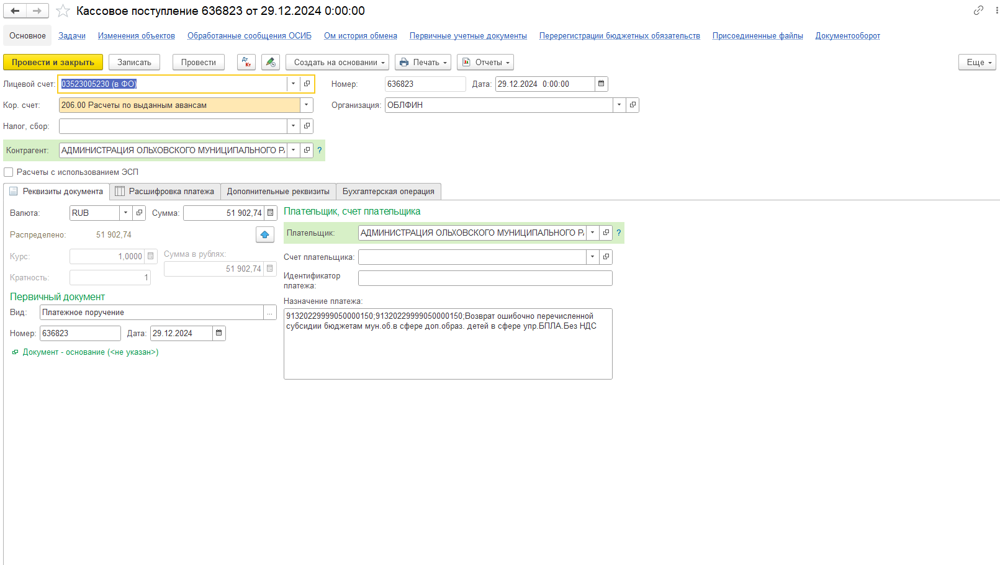 Кассовое поступление 636823 от 29.12.2024 0:00:00
Основное Задачи Изменения объектов Обработанные сообщения ОСИБ Ом история обмена Первичные учетные документы Перерегистрации бюджетных обязательств Присоединенные файлы Документооборот
Провести и закрыть Записать Провести Дт Кт Создать на основании Печать Отчеты Еще
Лицевой счет: 03523005230 (в ФО) Номер: 636823 Дата: 29.12.2024 0:00:00
Кор. счет: 206.00 Расчеты по выданным авансам Организация: ОБЛФИН
Налог, сбор:
Контрагент: АДМИНИСТРАЦИЯ ОЛЬХОВСКОГО МУНИЦИПАЛЬНОГО РА ?
Расчеты с использованием ЭСП
Реквизиты документа Расшифровка платежа Дополнительные реквизиты Бухгалтерская операция
Валюта: RUB Сумма: 51 902,74
Распределено: 51 902,74
Курс: 1,0000 Сумма в рублях:
51 902,74
Кратность: 1
Первичный документ
Вид: Платежное поручение ...
Номер: 636823 Дата: 29.12.2024
Документ - основание (<не указан>)
Плательщик, счет плательщика
Плательщик: АДМИНИСТРАЦИЯ ОЛЬХОВСКОГО МУНИЦИПАЛЬНОГО РА ?
Счет плательщика:
Идентификатор
платежа:
Назначение платежа:
91320229999050000150;91320229999050000150;Возврат ошибочно перечисленной
субсидии бюджетам мун.об.в сфере доп.образ. детей в сфере упр.БПЛА.Без НДС